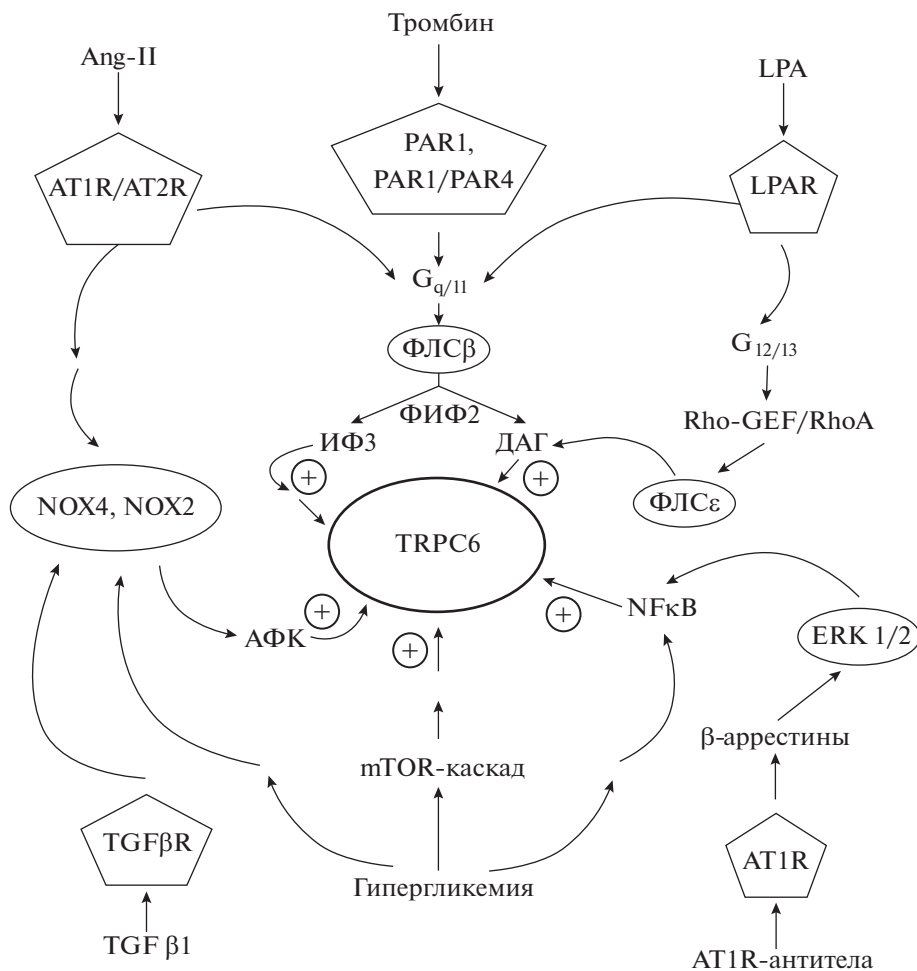 Тромбин
Ang-II
LPA
PAR1,
PAR1/PAR4
AT1R/AT2R
LPAR
Gq/11
ФЛСβ
G12/13
ФИФ2
Rho-GEF/RhoA
ИФ3
ДАГ
+
+
NOX4, NOX2
ФЛСε
TRPC6
NFκB
+
+
АФК
+
ERK 1/2
β-аррестины
mTOR-каскад
TGFβR
AT1R
Гипергликемия
TGF β1
AT1R-антитела